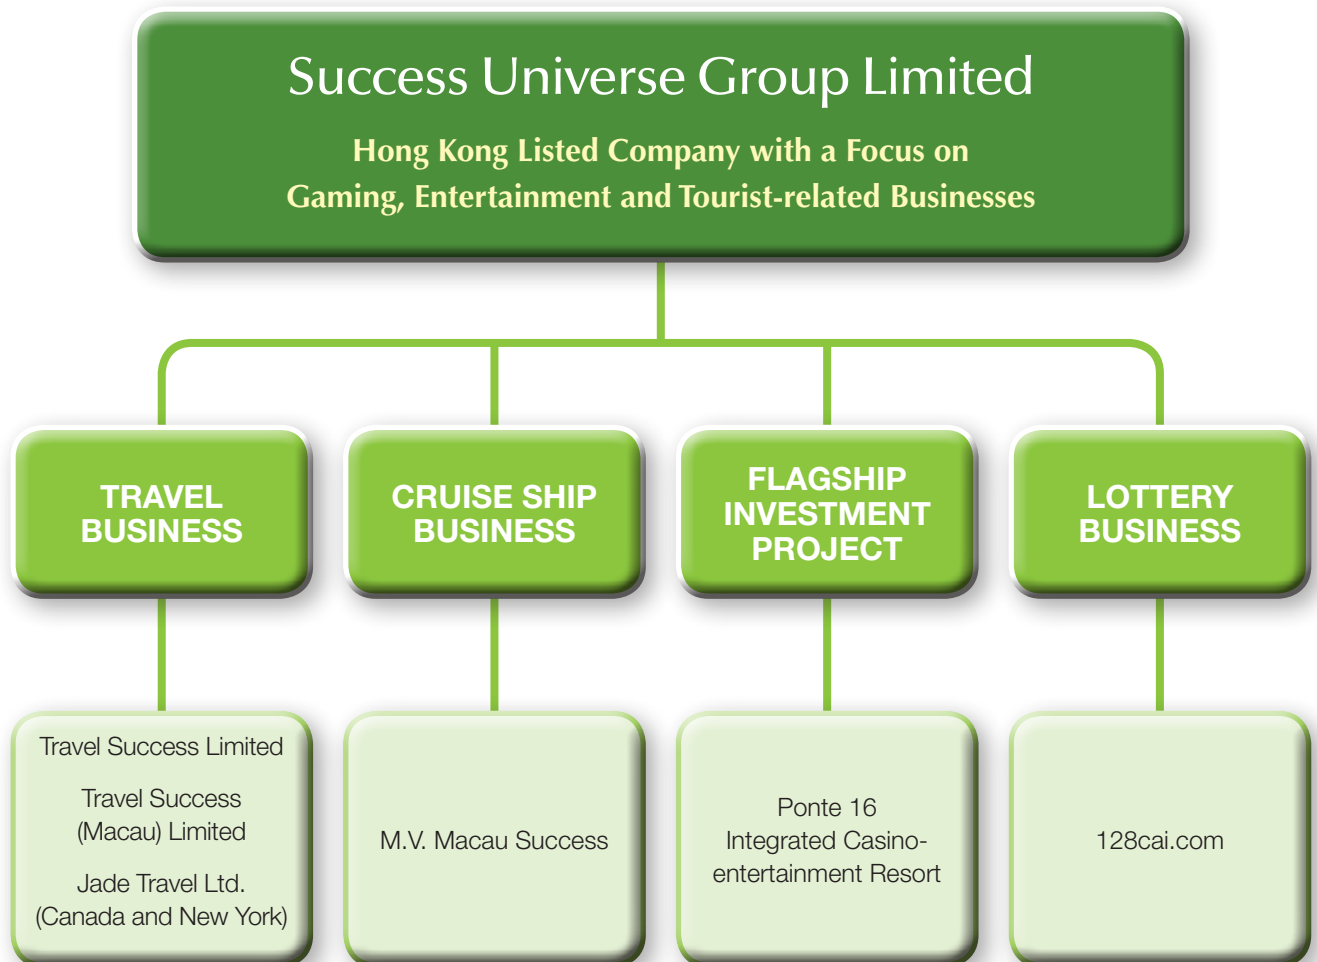 Success Universe Group Limited
Hong Kong Listed Company with a Focus on
Gaming, Entertainment and Tourist-related Businesses
TRAVEL
BUSINESS
CRUISE SHIP
BUSINESS
FLAGSHIP
INVESTMENT
PROJECT
LOTTERY
BUSINESS
Travel Success Limited
Travel Success
(Macau) Limited
Jade Travel Ltd.
(Canada and New York)
M.V. Macau Success
Ponte 16
Integrated Casino-
entertainment Resort
128cai.com